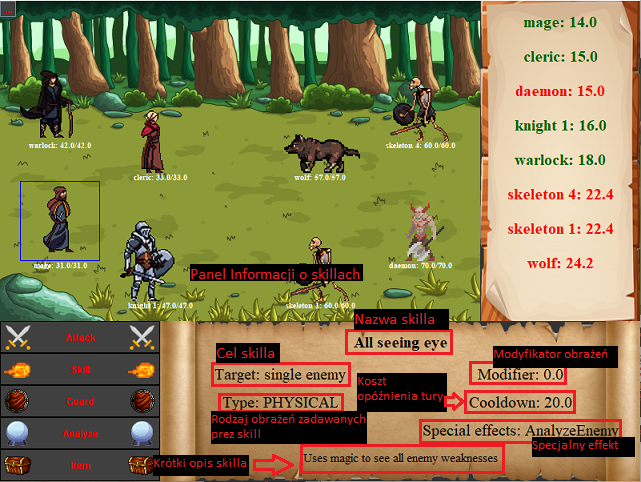 ...
mage: 14.0
cleric: 15.0
daemon: 15.0
knight 1: 16.0
warlock: 18.0
skeleton 4: 22.4
skeleton 1: 22.4
wolf: 24.2
warlock: 42.0/42.0
cleric: 33.0/33.0
wolf: 57.0/57.0
skeleton 4: 60.0/60.0
mage: 31.0/31.0
knight 1: 47.0/47.0
skeleton 1: 60.0/60.0
daemon: 70.0/70.0
Panel Informacji o skillach
Attack
Skill
Guard
Analyze
Item
Nazwa skilla
All seeing eye
Cel skilla
Target: single enemy
Modyfikator obrażeń
Modifier: 0.0
Type: PHYSICAL
Koszt
opóźnienia tury
Cooldown: 20.0
Rodzaj obrażeń zadawanych
prez skill
Special effects: AnalyzeEnemy
Specjalny effekt
Krótki opis skilla
Uses magic to see all enemy weaknesses